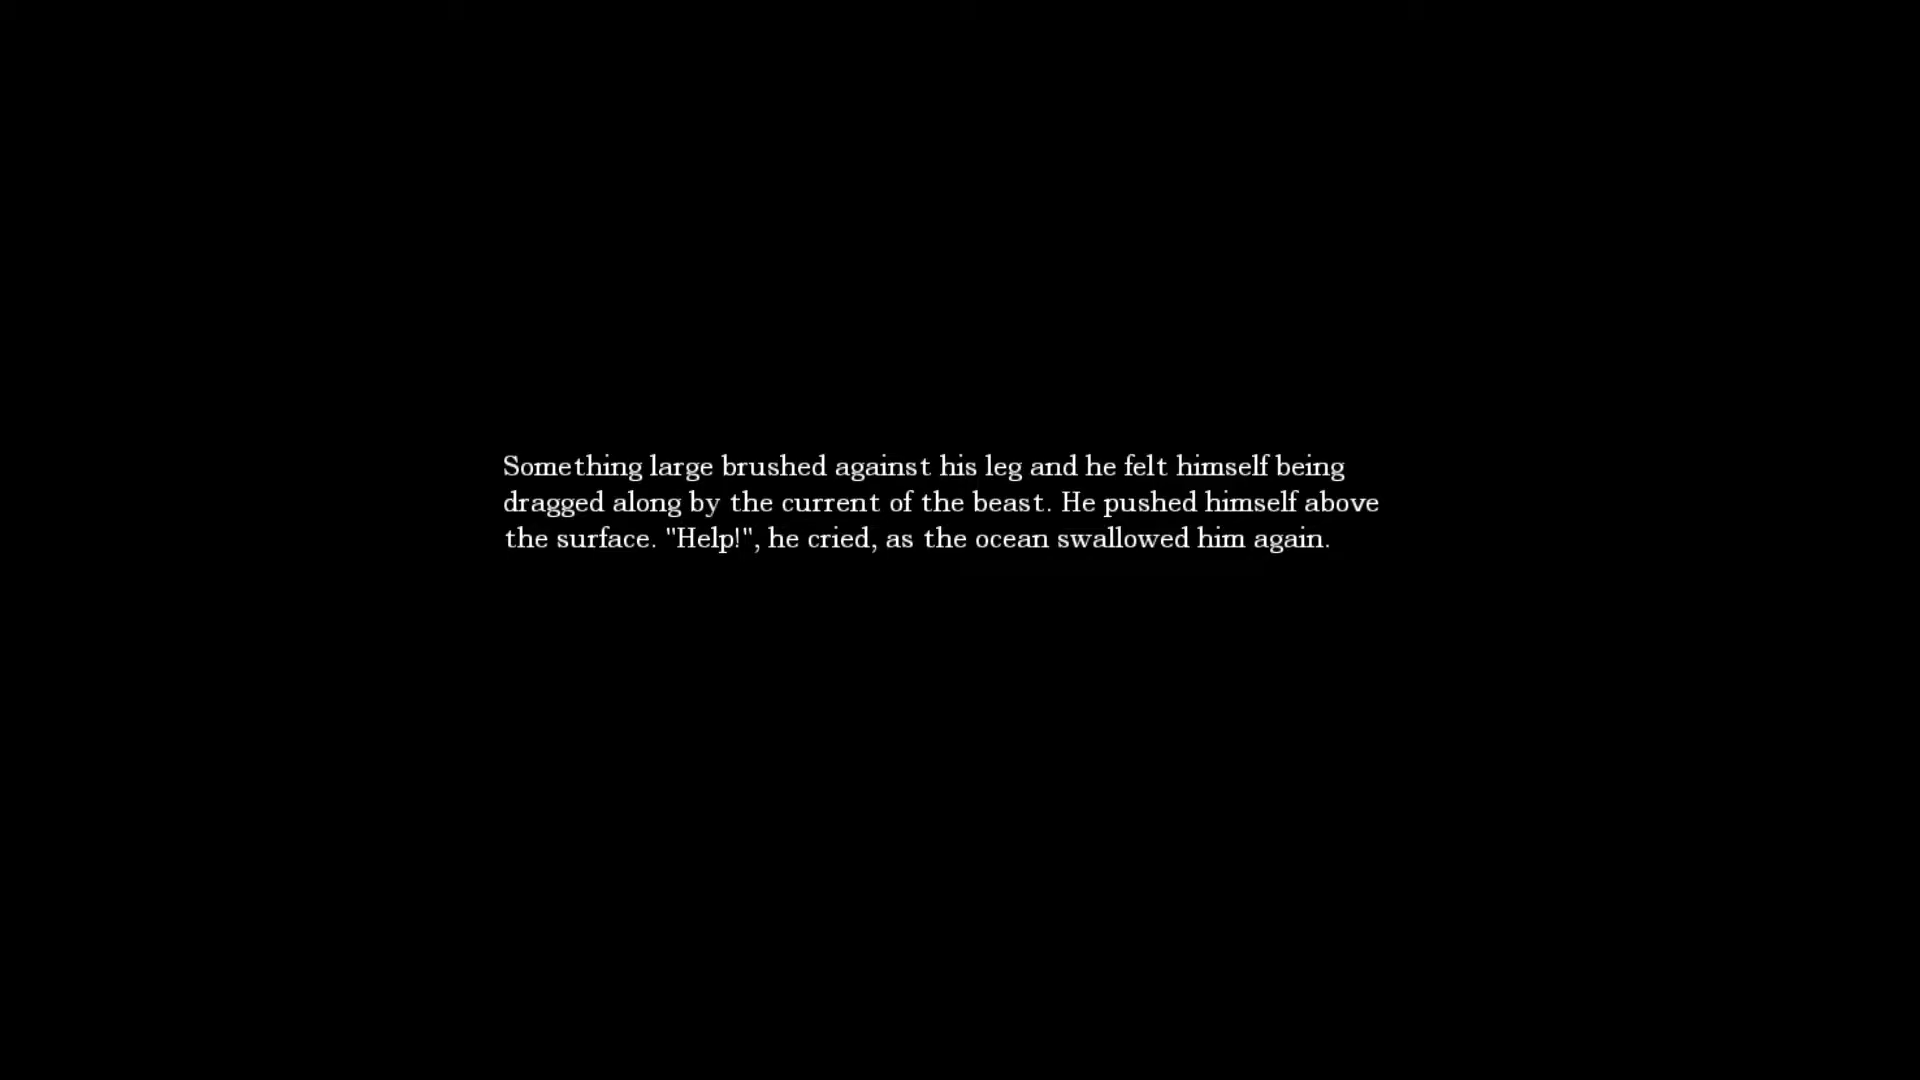 Something large brushed against his leg and he felt himself being
dragged along by the current of the beast. He pushed himself above
the surface. "Help!", he cried, as the ocean swallowed him again.